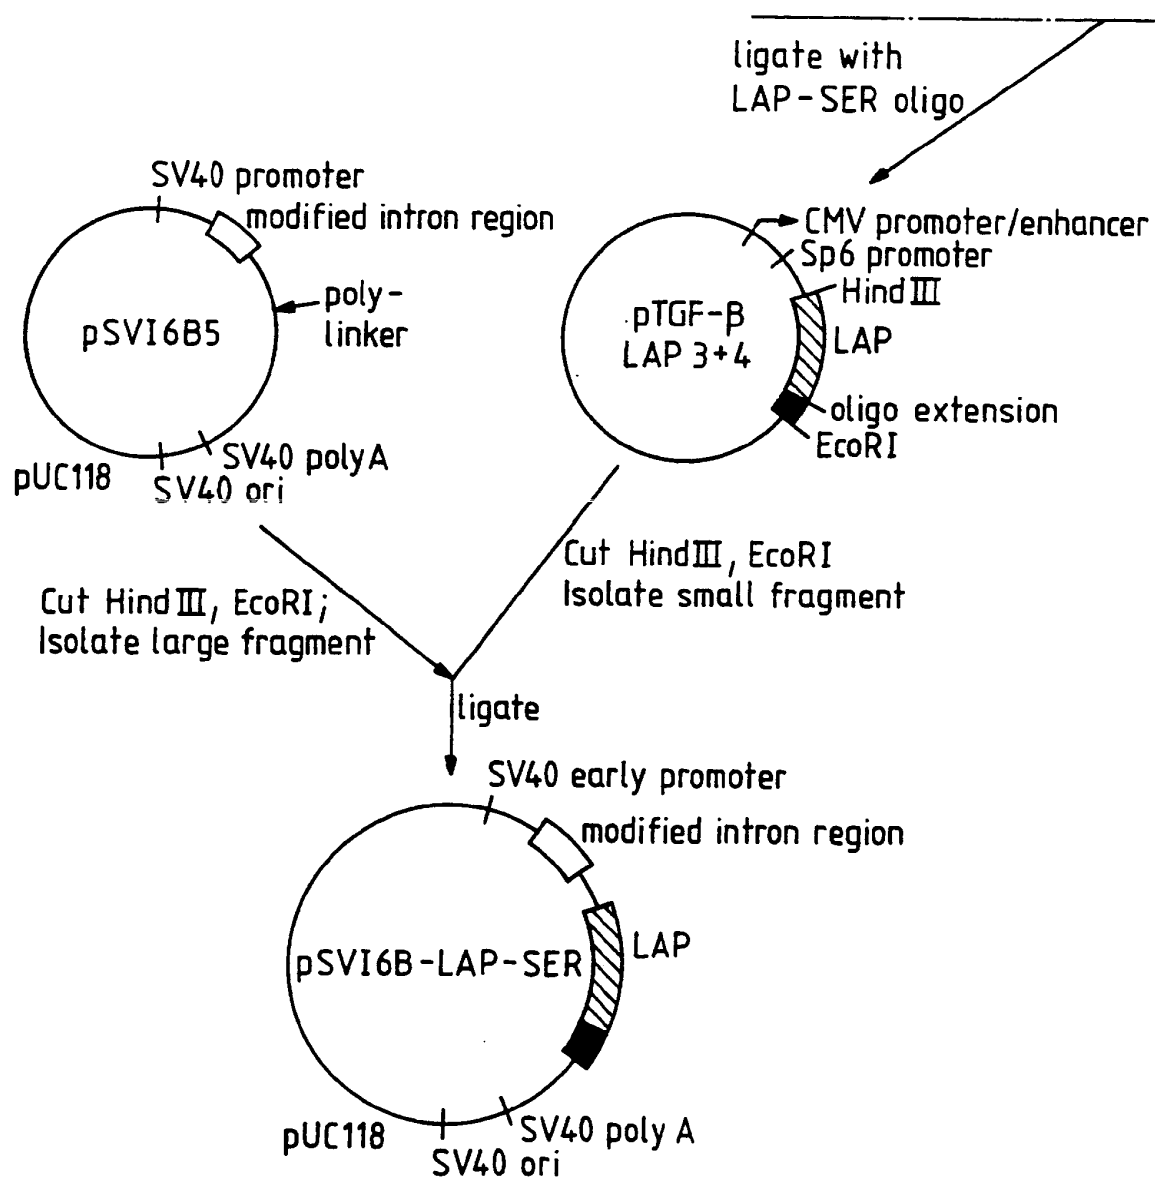 ligate with
LAP-SER oligo
SV40 promoter
modified intron region
poly-
linker
pSVI6B5
SV40 polyA
SV40 ori
pUC118
CMV promoter/enhancer
Sp6 promoter
HindIII
pTGF-β
LAP 3+4
LAP
oligo extension
EcoRI
Cut HindIII, EcoRI;
Isolate large fragment
Cut HindIII, EcoRI
Isolate small fragment
ligate
SV40 early promoter
modified intron region
pSVI6B-LAP-SER
LAP
SV40 poly A
SV40 ori
pUC118